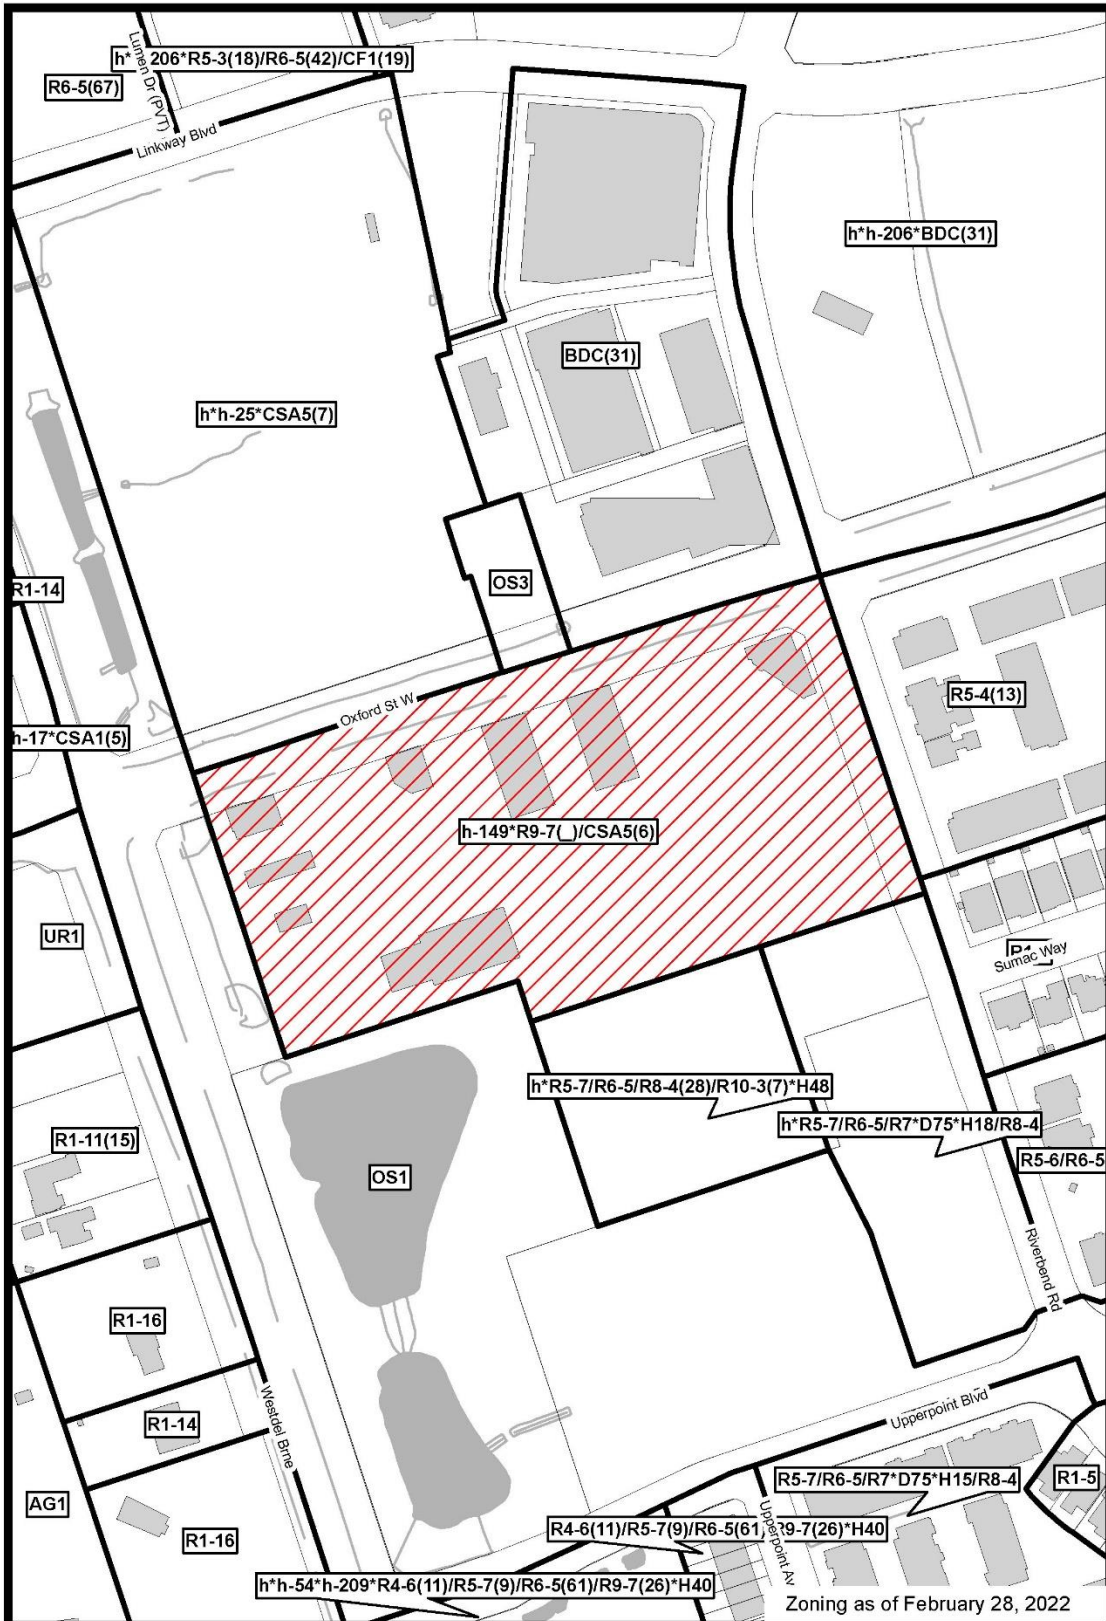 h* 206*R5-3(18)/R6-5(42)/CF1(19)
R6-5(67)
Lumen Dr (PVT)
Linkway Blvd
h*h-206*BDC(31)
BDC(31)
h*h-25*CSA5(7)
OS3
R1-14
R5-4(13)
Oxford St W
h-17*CSA1(5)
h-149*R9-7(_)/CSA5(6)
UR1
Sumac Way
h*R5-7/R6-5/R8-4(28)/R10-3(7)*H48
h*R5-7/R6-5/R7*D75*H18/R8-4
R1-11(15)
R5-6/R6-5
OS1
Riverbend Rd
R1-16
Westdel Brne
R1-14
Upperpoint Blvd
R5-7/R6-5/R7*D75*H15/R8-4
R1-5
AG1
R1-16
Upperpoint Av
R4-6(11)/R5-7(9)/R6-5(61) R9-7(26)*H40
h*h-54*h-209*R4-6(11)/R5-7(9)/R6-5(61)/R9-7(26)*H40
Zoning as of February 28, 2022